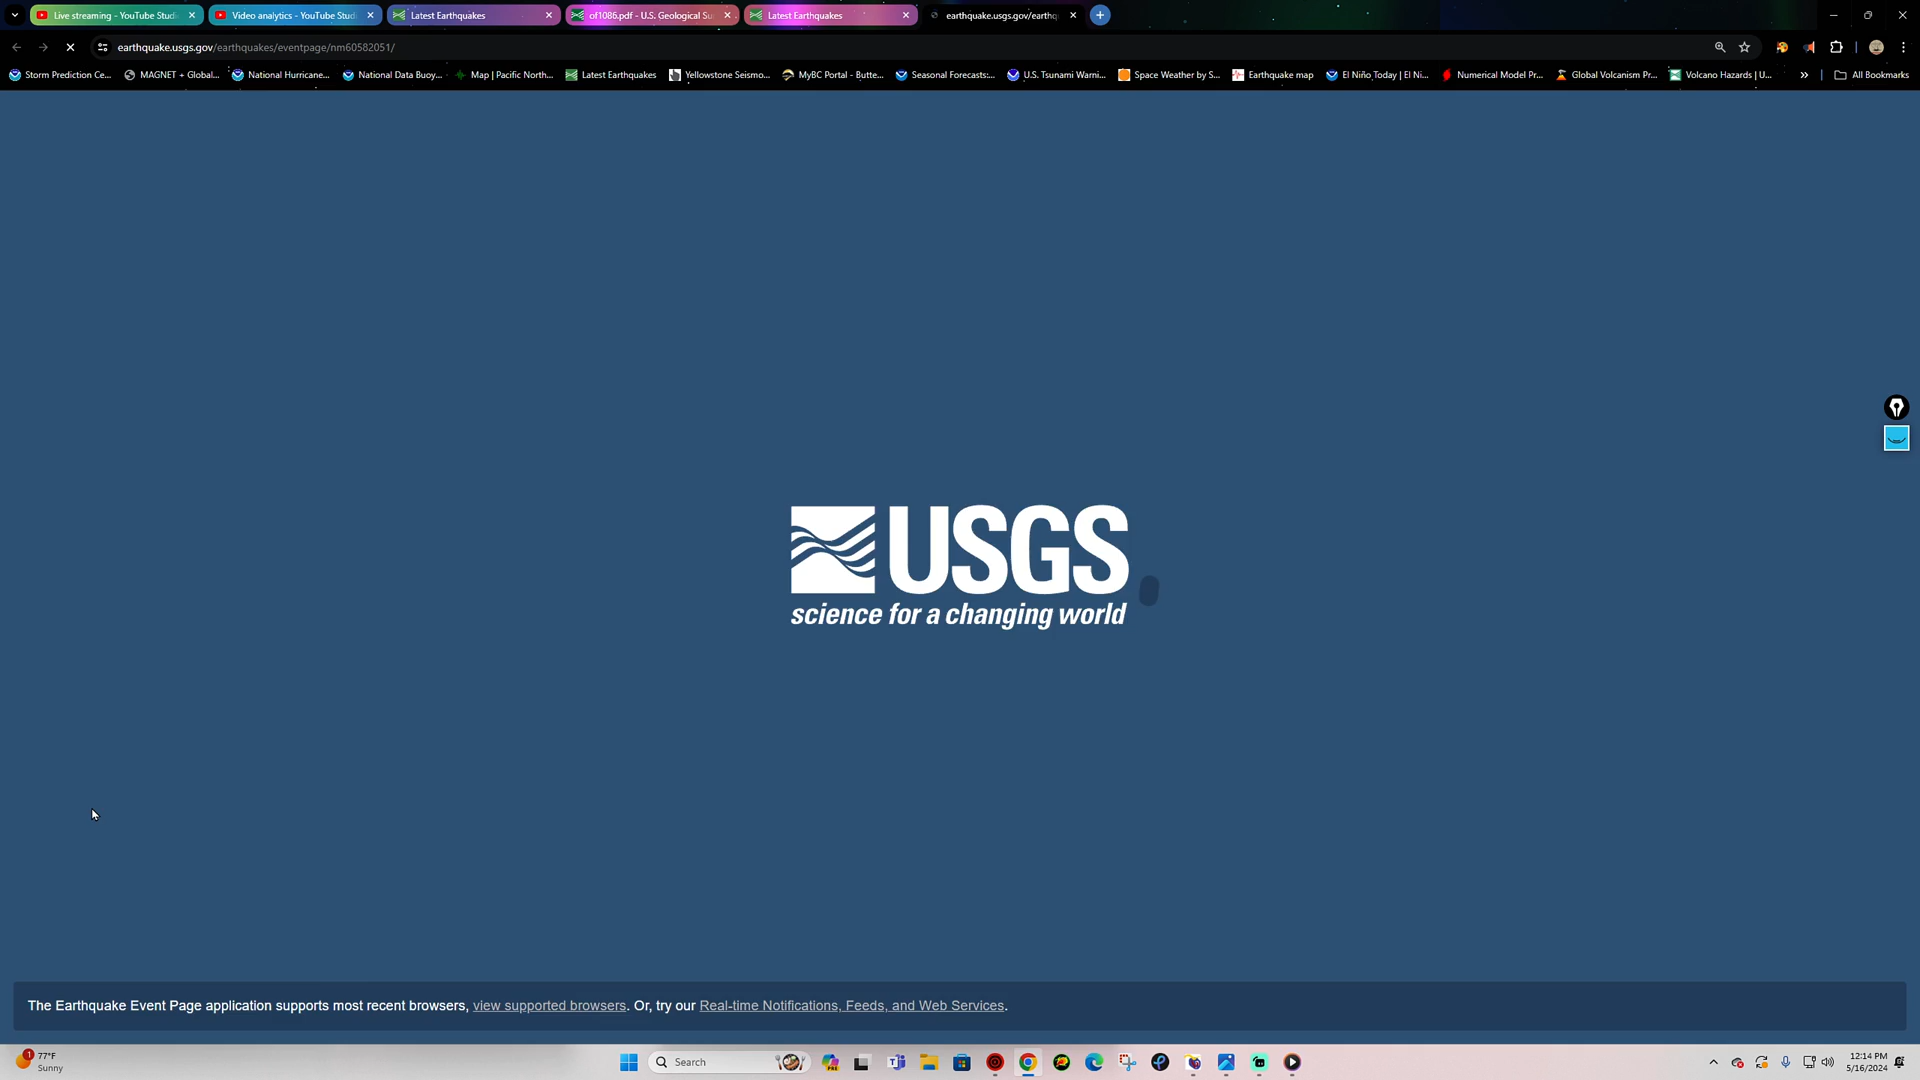 Live streaming - YouTube Studi
Video analytics - YouTube Studi
Latest Earthquakes
of1086.pdf - U.S. Geological Su
Latest Earthquakes
earthquake.usgs.gov/earthq
earthquake.usgs.gov/earthquakes/eventpage/nm60582051/
Storm Prediction Ce...
MAGNET + Global...
National Hurricane...
National Data Buoy...
Map | Pacific North...
Latest Earthquakes
Yellowstone Seismo...
MyBC Portal - Butte...
Seasonal Forecasts:...
U.S. Tsunami Warni...
Space Weather by S...
Earthquake map
El Niño Today | El Ni...
Numerical Model Pr...
Global Volcanism Pr...
Volcano Hazards | U...
All Bookmarks
USGS
science for a changing world
The Earthquake Event Page application supports most recent browsers, view supported browsers. Or, try our Real-time Notifications, Feeds, and Web Services.
1
77°F
Sunny
Search
PRE
12:14 PM
5/16/2024